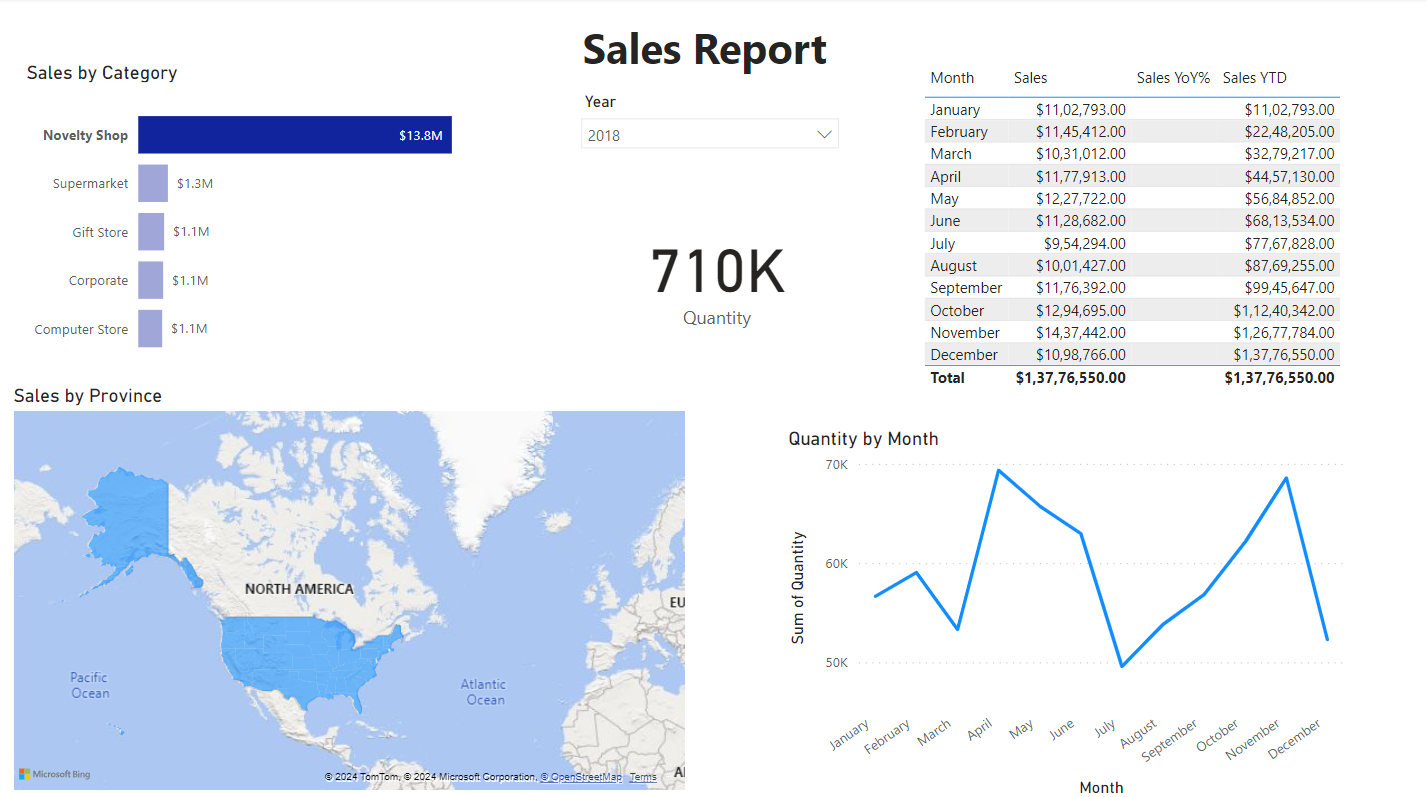 Sales Report
Sales by Category
Novelty Shop $13.8M
Supermarket $1.3M
Gift Store $1.1M
Corporate $1.1M
Computer Store $1.1M
Year
2018
710K
Quantity
Month Sales Sales YoY% Sales YTD
January $11,02,793.00 $11,02,793.00
February $11,45,412.00 $22,48,205.00
March $10,31,012.00 $32,79,217.00
April $11,77,913.00 $44,57,130.00
May $12,27,722.00 $56,84,852.00
June $11,28,682.00 $68,13,534.00
July $9,54,294.00 $77,67,828.00
August $10,01,427.00 $87,69,255.00
September $11,76,392.00 $99,45,647.00
October $12,94,695.00 $1,12,40,342.00
November $14,37,442.00 $1,26,77,784.00
December $10,98,766.00 $1,37,76,550.00
Total $1,37,76,550.00 $1,37,76,550.00
Sales by Province
NORTH AMERICA
EU
Pacific
Ocean
Atlantic
Ocean
A
Microsoft Bing
© 2024 TomTom, © 2024 Microsoft Corporation, © OpenStreetMap Terms
Quantity by Month
70K
60K
50K
Sum of Quantity
January
February
March
April
May
June
July
August
September
October
November
December
Month